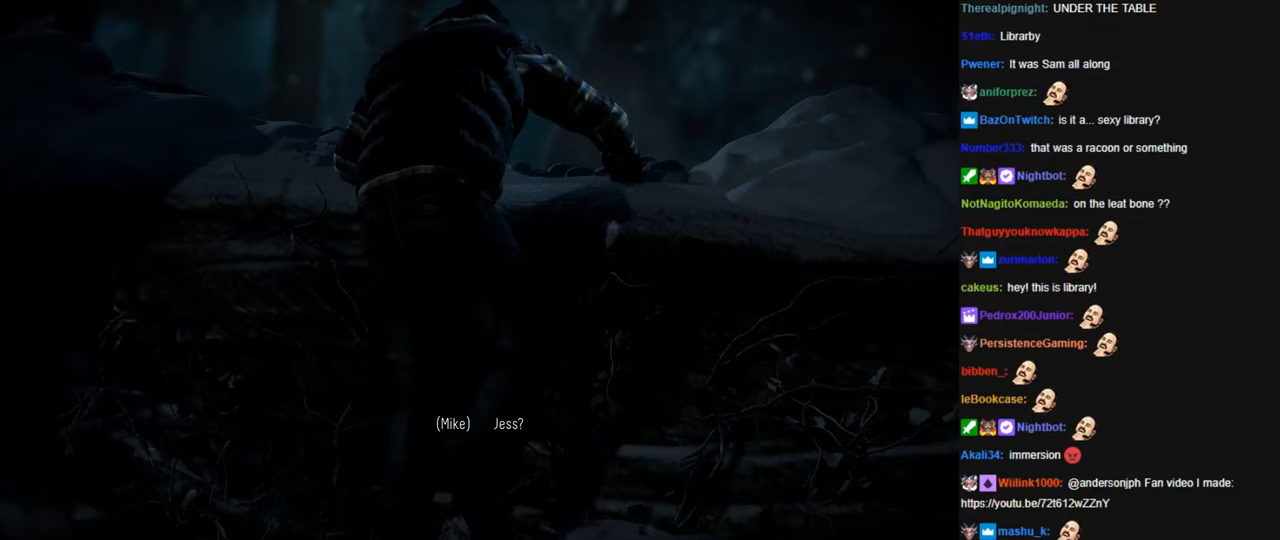 (Mike) Jess?
Therealpignight: UNDER THE TABLE
S1eth: Librarby
Pwener: It was Sam all along
aniforprez:
BazOnTwitch: is it a... sexy library?
Number333: that was a racoon or something
Nightbot:
NotNagitoKomaeda: on the leat bone ??
Thatguyyouknowkappa:
zurimarlon:
cakeus: hey! this is library!
Pedrox200Junior:
PersistenceGaming:
bibben_:
leBookcase:
Nightbot:
Akali34: immersion
Wiilink1000: @andersonjph Fan video I made:
https://youtu.be/72t612wZZnY
mashu_k: